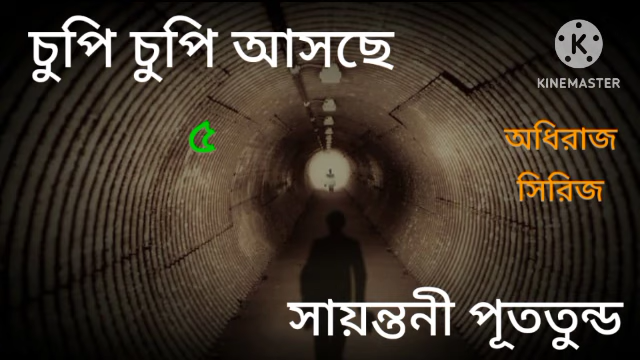 চুপি চুপি আসছে
KINEMASTER
৫
অধিরাজ
সিরিজ
সায়ন্তনী পূততুন্ড